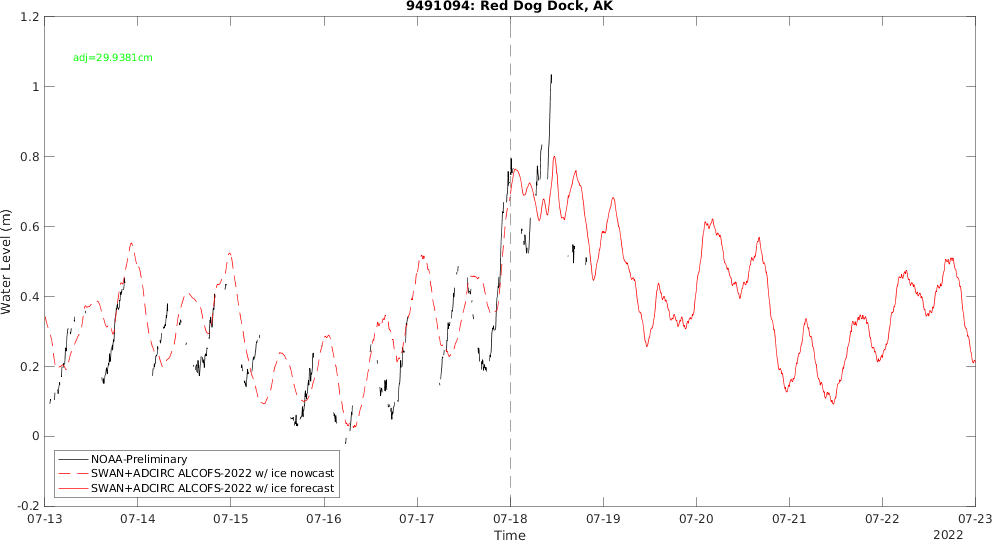 9491094: Red Dog Dock, AK
1.2
adj=29.9381cm
1
0.8
0.6
0.4
0.2
0
-0.2
Water Level (m)
NOAA-Preliminary
SWAN+ADCIRC ALCOFS-2022 w/ ice nowcast
SWAN+ADCIRC ALCOFS-2022 w/ ice forecast
07-13 07-14 07-15 07-16 07-17 07-18 07-19 07-20 07-21 07-22 07-23
Time
2022